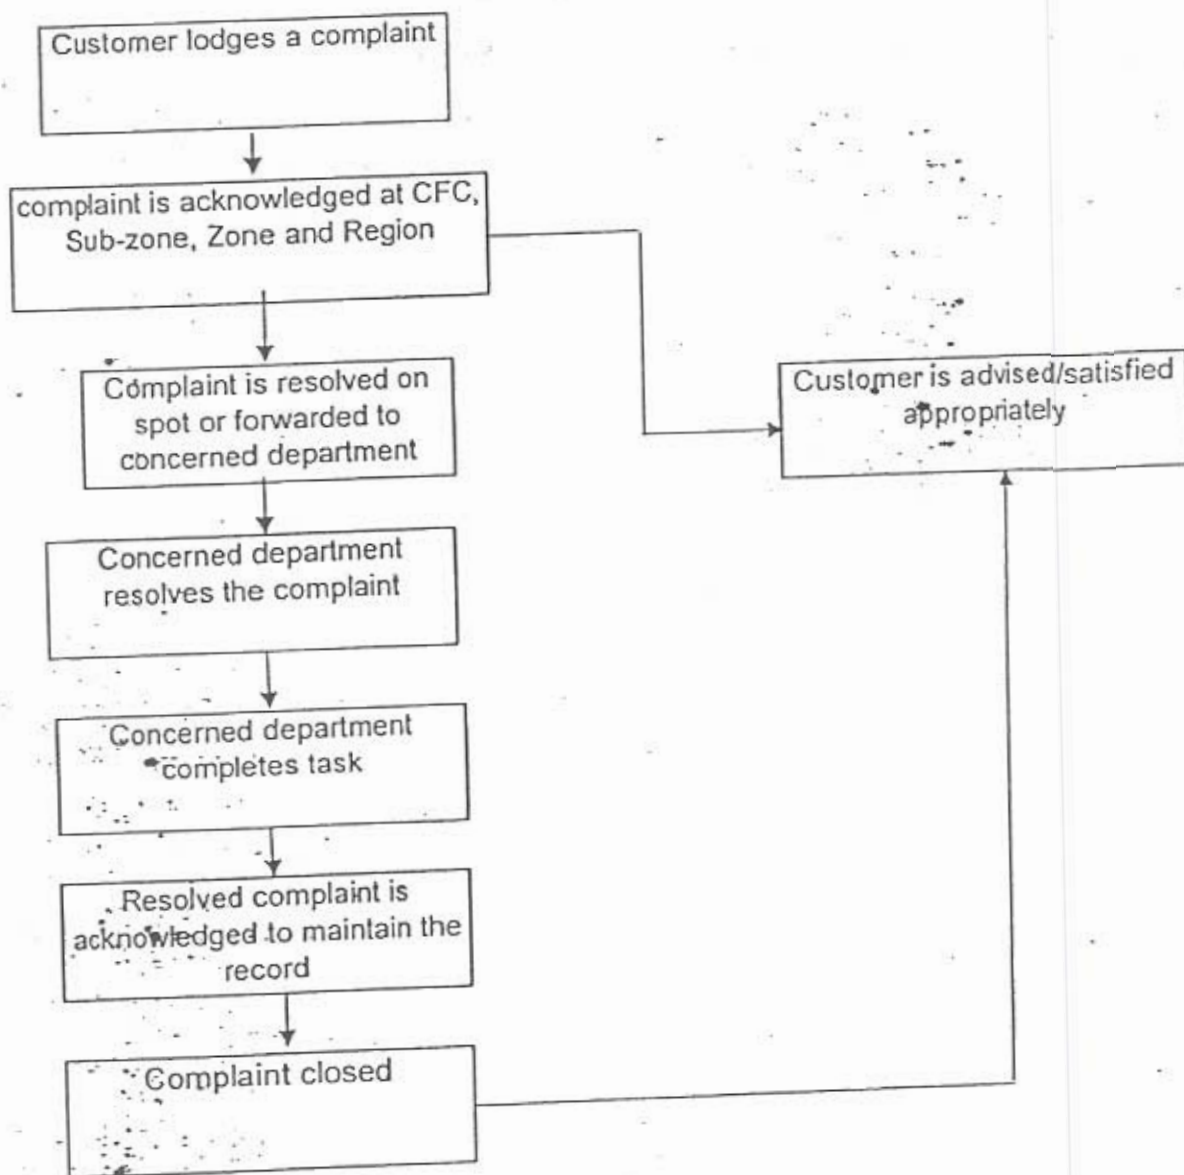 Customer lodges a complaint
complaint is acknowledged at CFC,
Sub-zone, Zone and Region
Complaint is resolved on
spot or forwarded to
concerned department
Customer is advised/satisfied
appropriately
Concerned department
resolves the complaint
Concerned department
completes task
Resolved complaint is
acknowledged to maintain the
record
Complaint closed